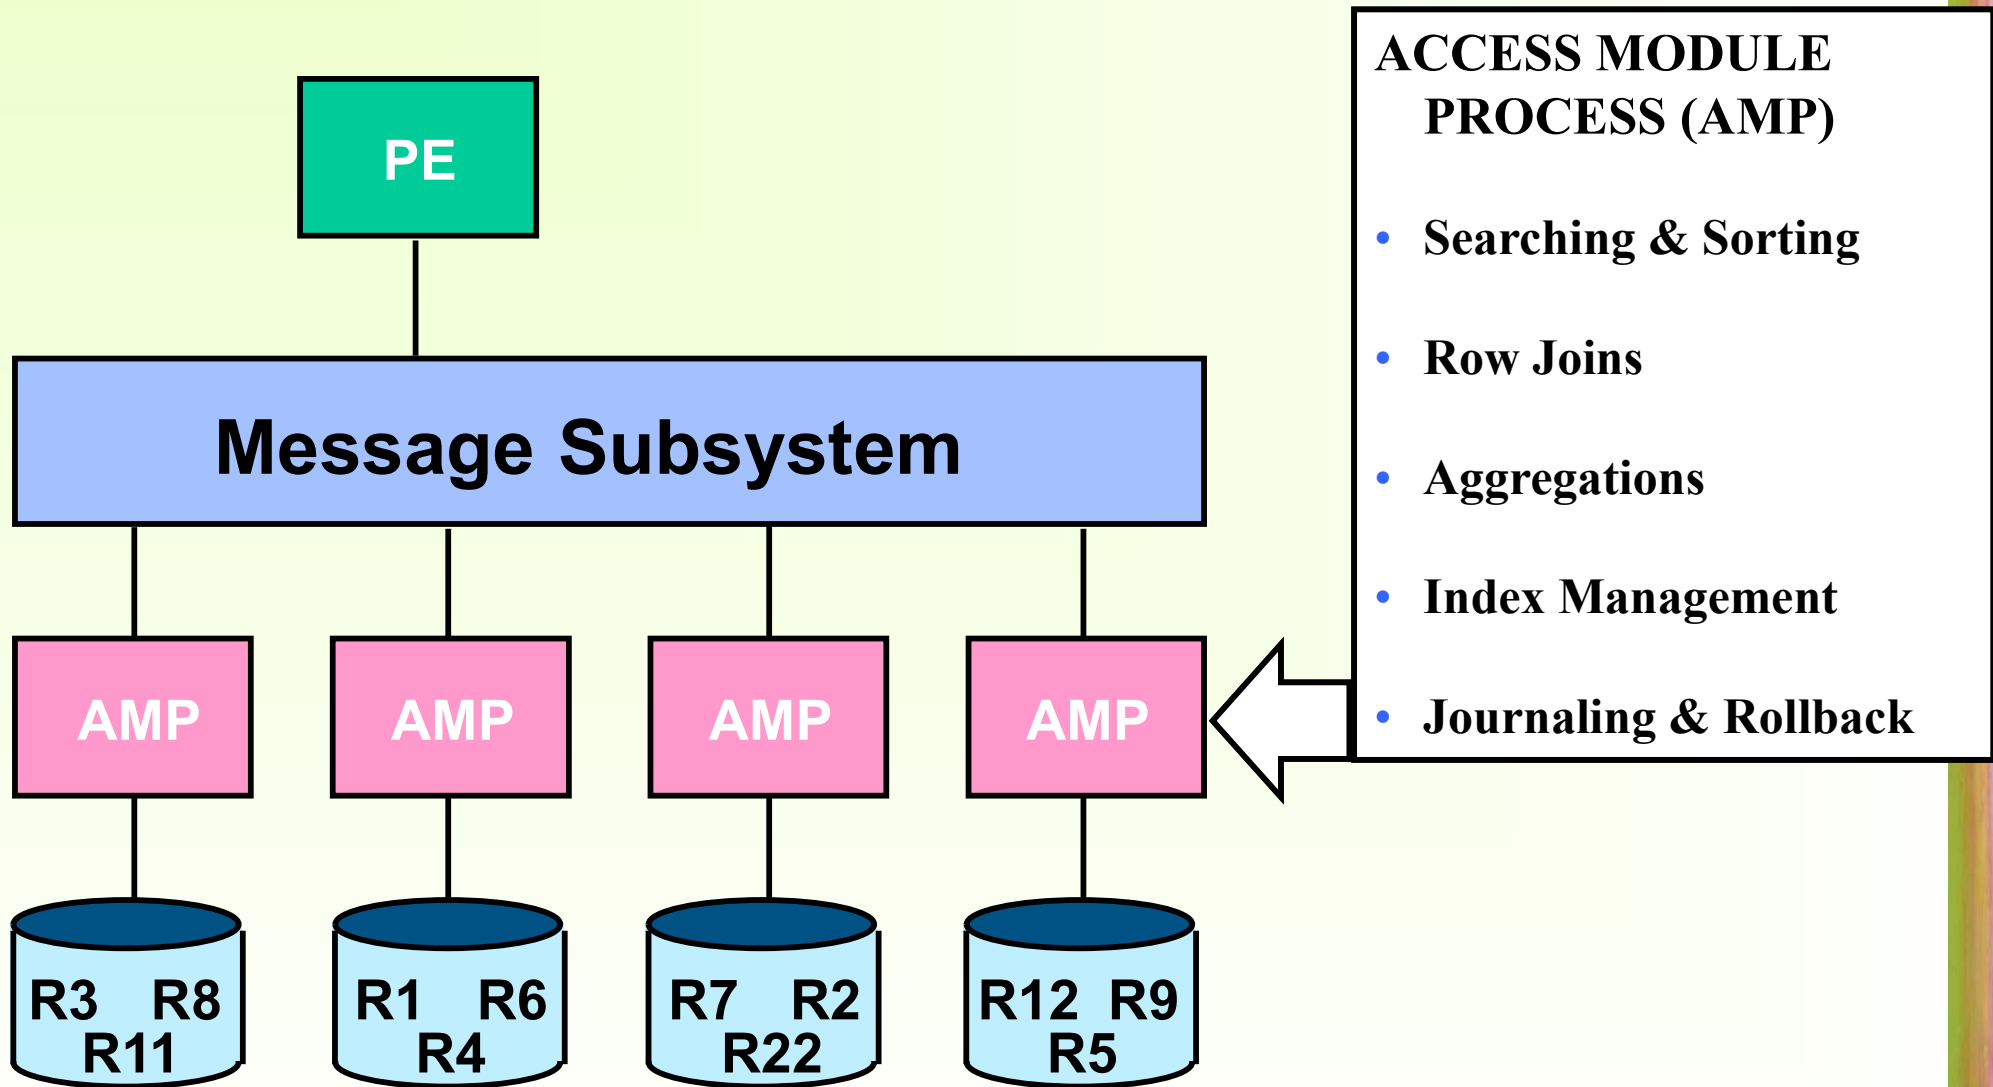 PE
Message Subsystem
AMP AMP AMP AMP
R3 R8 R1 R6 R7 R2 R12 R9
R11 R4 R22 R5
ACCESS MODULE
PROCESS (AMP)
• Searching & Sorting
• Row Joins
• Aggregations
• Index Management
• Journaling & Rollback